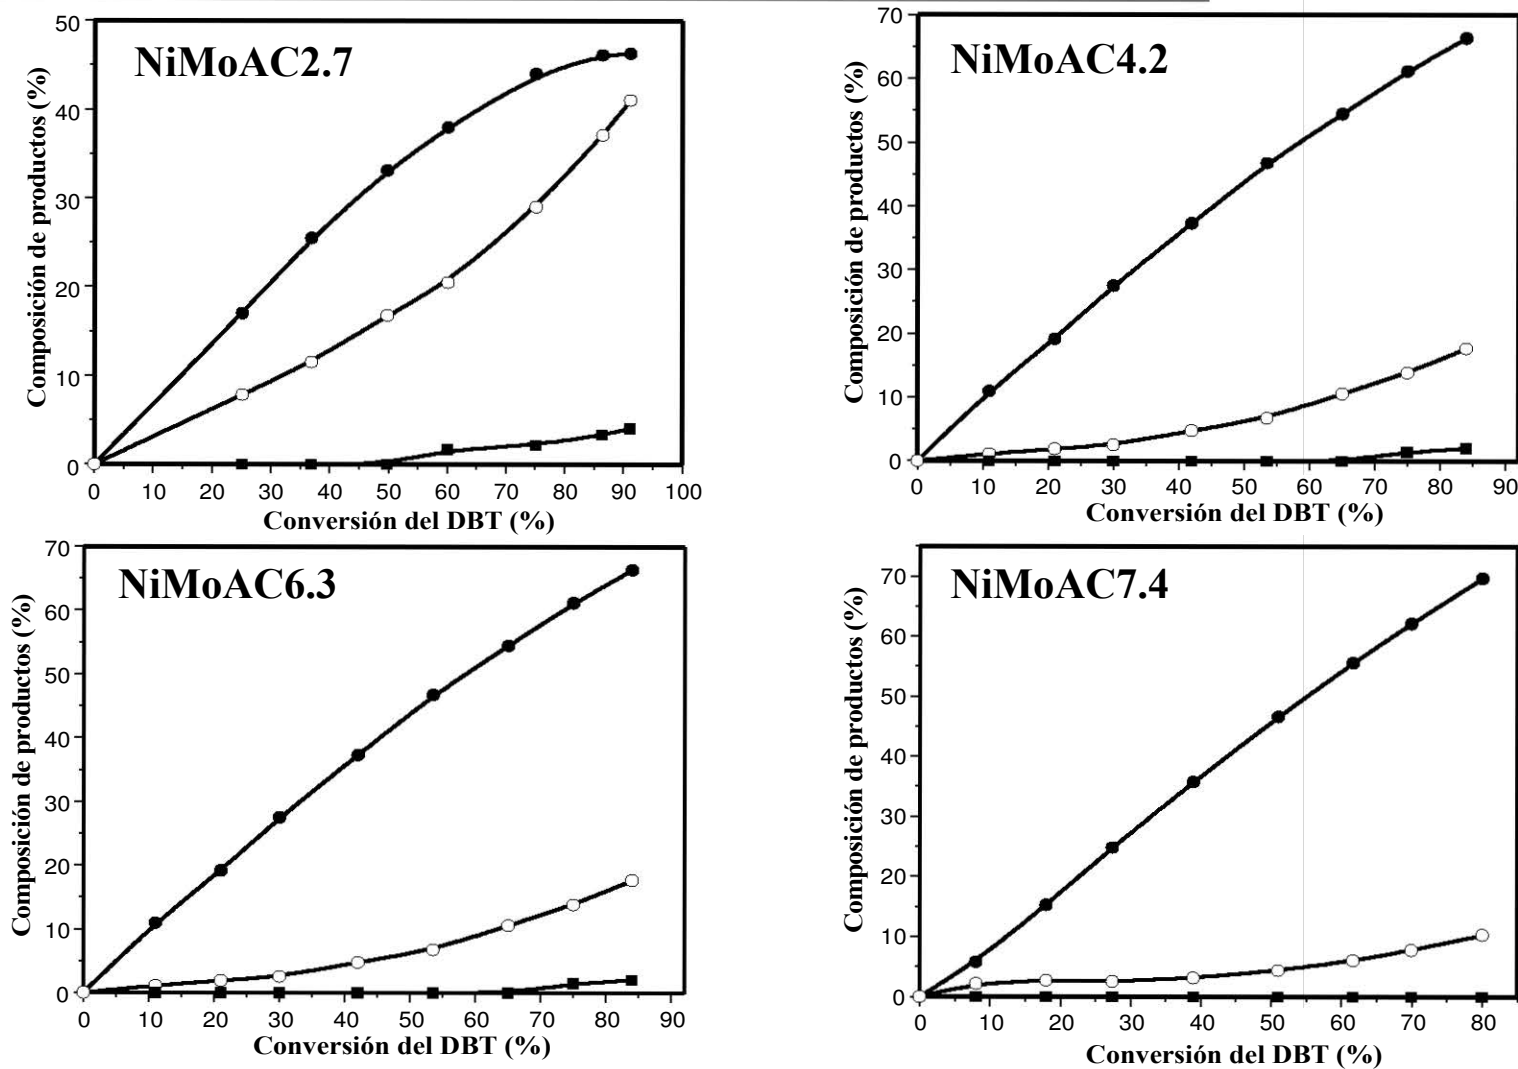 NiMoAC2.7
Composición de productos (%)
50
40
30
20
10
0
0 10 20 30 40 50 60 70 80 90 100
Conversión del DBT (%)
NiMoAC4.2
Composición de productos (%)
70
60
50
40
30
20
10
0
0 10 20 30 40 50 60 70 80 90
Conversión del DBT (%)
NiMoAC6.3
Composición de productos (%)
70
60
50
40
30
20
10
0
0 10 20 30 40 50 60 70 80 90
Conversión del DBT (%)
NiMoAC7.4
Composición de productos (%)
70
60
50
40
30
20
10
0
0 10 20 30 40 50 60 70 80
Conversión del DBT (%)